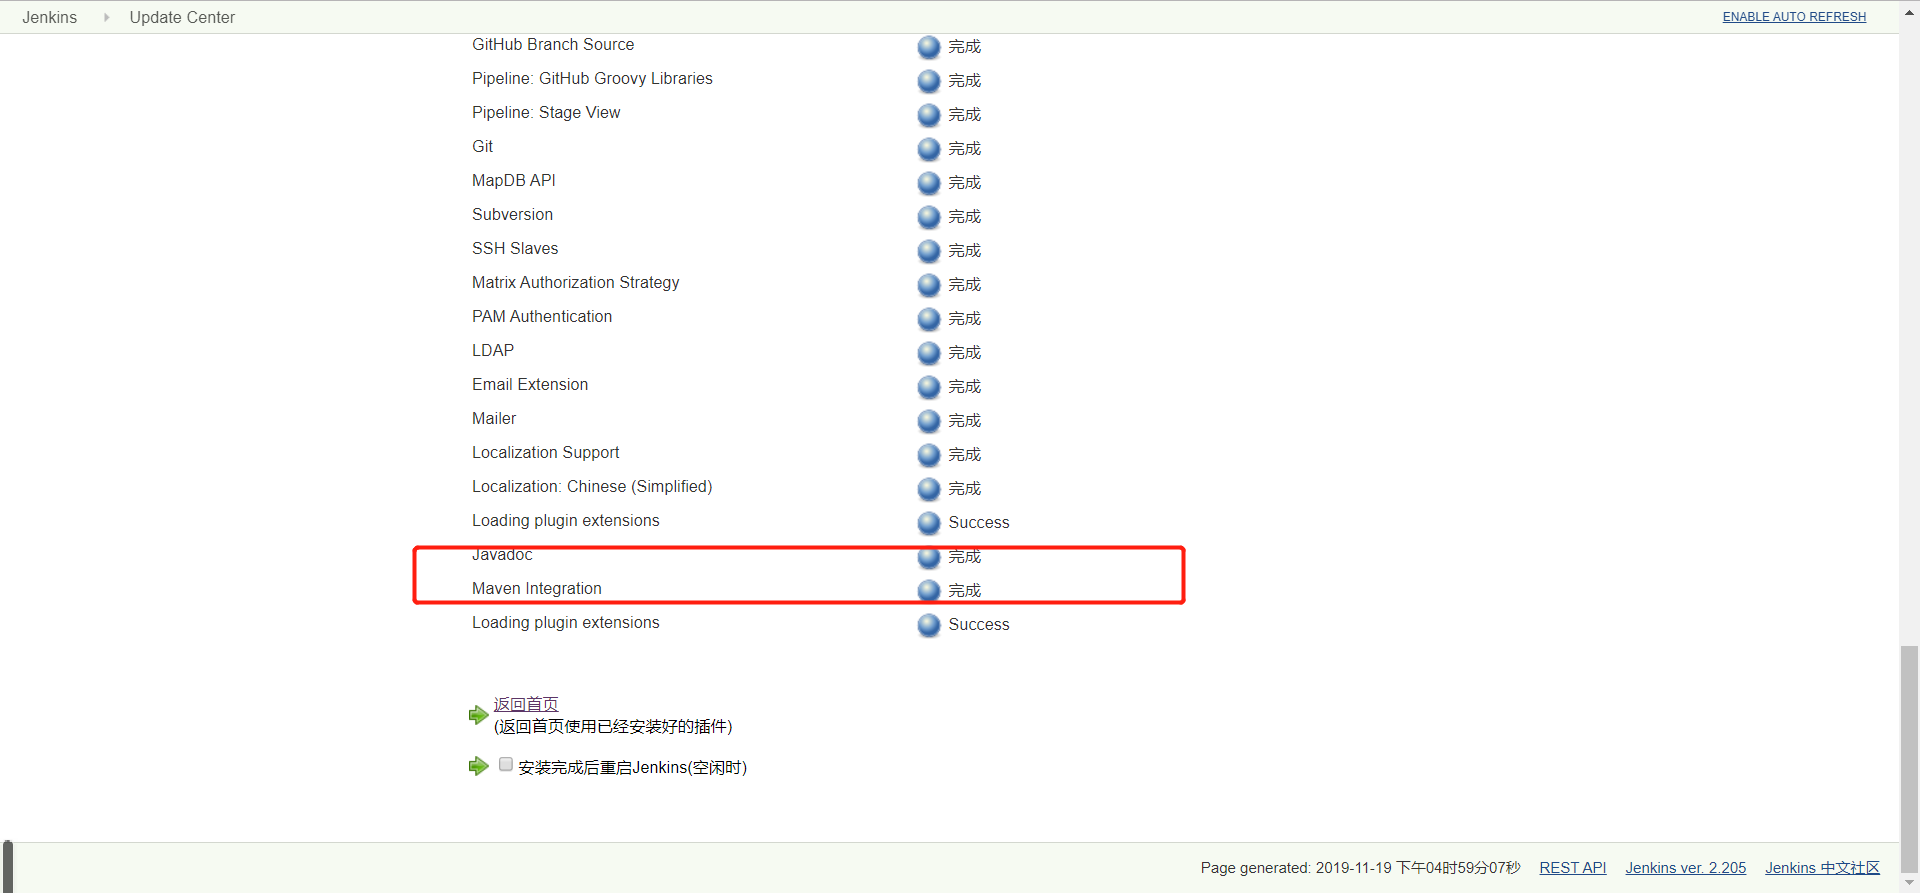 Jenkins Update Center ENABLE AUTO REFRESH
GitHub Branch Source 完成
Pipeline: GitHub Groovy Libraries 完成
Pipeline: Stage View 完成
Git 完成
MapDB API 完成
Subversion 完成
SSH Slaves 完成
Matrix Authorization Strategy 完成
PAM Authentication 完成
LDAP 完成
Email Extension 完成
Mailer 完成
Localization Support 完成
Localization: Chinese (Simplified) 完成
Loading plugin extensions Success
Javadoc 完成
Maven Integration 完成
Loading plugin extensions Success
返回首页
(返回首页使用已经安装好的插件)
安装完成后重启Jenkins(空闲时)
Page generated: 2019-11-19 下午04时59分07秒 REST API Jenkins ver. 2.205 Jenkins 中文社区